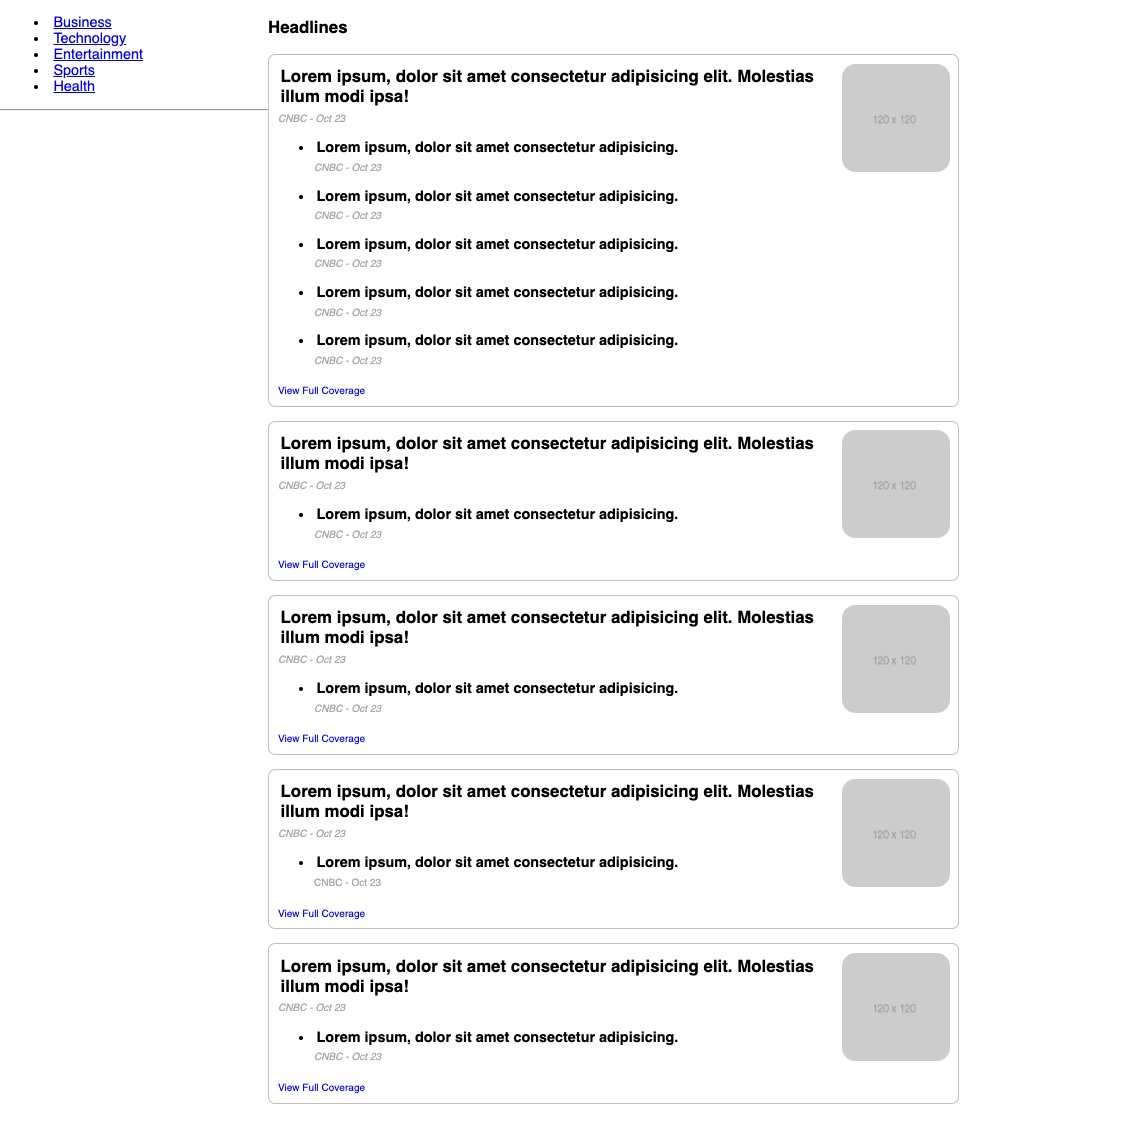 Business
Technology
Entertainment
Sports
Health
Headlines
Lorem ipsum, dolor sit amet consectetur adipisicing elit. Molestias
illum modi ipsa!
120 x 120
CNBC - Oct 23
Lorem ipsum, dolor sit amet consectetur adipisicing.
CNBC - Oct 23
Lorem ipsum, dolor sit amet consectetur adipisicing.
CNBC - Oct 23
Lorem ipsum, dolor sit amet consectetur adipisicing.
CNBC - Oct 23
Lorem ipsum, dolor sit amet consectetur adipisicing.
CNBC - Oct 23
Lorem ipsum, dolor sit amet consectetur adipisicing.
CNBC - Oct 23
View Full Coverage
Lorem ipsum, dolor sit amet consectetur adipisicing elit. Molestias
illum modi ipsa!
120 x 120
CNBC - Oct 23
Lorem ipsum, dolor sit amet consectetur adipisicing.
CNBC - Oct 23
View Full Coverage
Lorem ipsum, dolor sit amet consectetur adipisicing elit. Molestias
illum modi ipsa!
120 x 120
CNBC - Oct 23
Lorem ipsum, dolor sit amet consectetur adipisicing.
CNBC - Oct 23
View Full Coverage
Lorem ipsum, dolor sit amet consectetur adipisicing elit. Molestias
illum modi ipsa!
120 x 120
CNBC - Oct 23
Lorem ipsum, dolor sit amet consectetur adipisicing.
CNBC - Oct 23
View Full Coverage
Lorem ipsum, dolor sit amet consectetur adipisicing elit. Molestias
illum modi ipsa!
120 x 120
CNBC - Oct 23
Lorem ipsum, dolor sit amet consectetur adipisicing.
CNBC - Oct 23
View Full Coverage